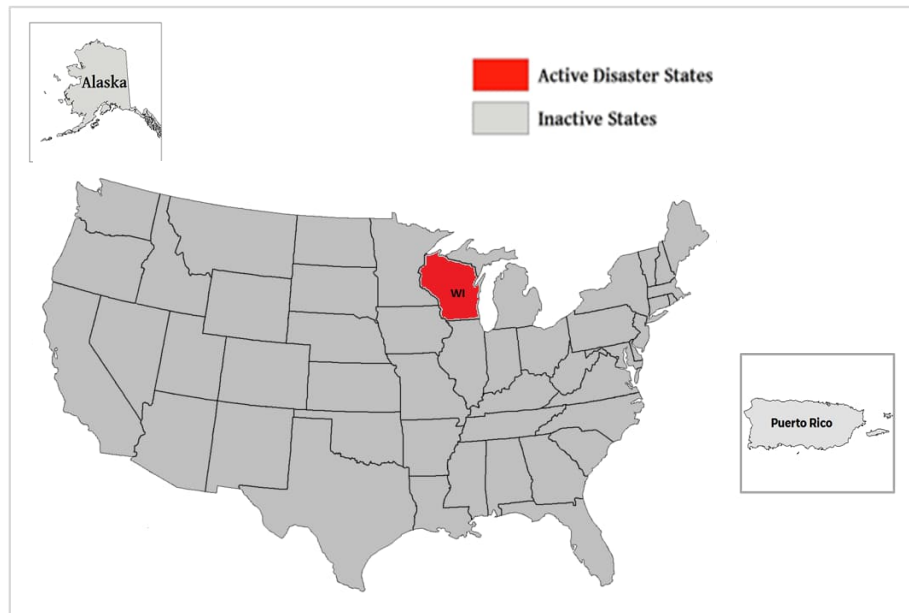 Alaska
Active Disaster States
Inactive States
WI
Puerto Rico